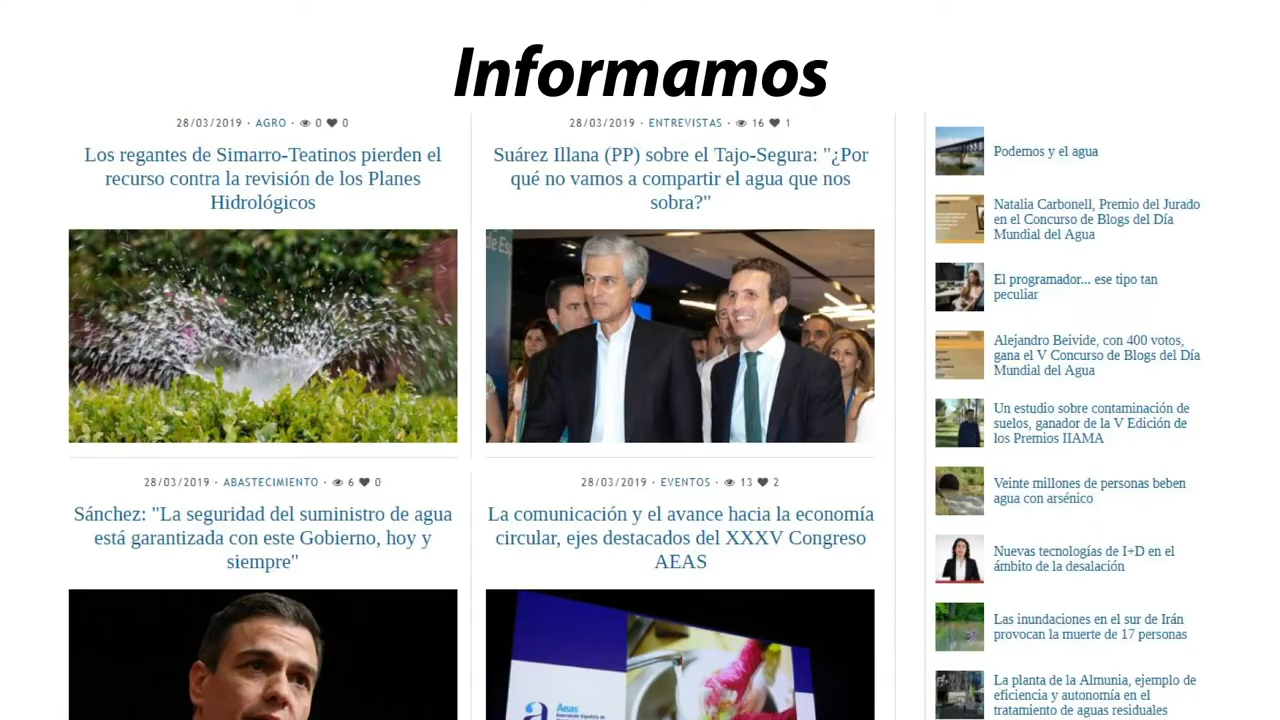 Informamos
28/03/2019 · AGRO · 0 0
Los regantes de Simarro-Teatinos pierden el
recurso contra la revisión de los Planes
Hidrológicos
28/03/2019 · ENTREVISTAS · 16 1
Suárez Illana (PP) sobre el Tajo-Segura: "¿Por
qué no vamos a compartir el agua que nos
sobra?"
28/03/2019 · ABASTECIMIENTO · 6 0
Sánchez: "La seguridad del suministro de agua
está garantizada con este Gobierno, hoy y
siempre"
28/03/2019 · EVENTOS · 13 2
La comunicación y el avance hacia la economía
circular, ejes destacados del XXXV Congreso
AEAS
Aeas
Podemos y el agua
Natalia Carbonell, Premio del Jurado
en el Concurso de Blogs del Día
Mundial del Agua
El programador... ese tipo tan
peculiar
Alejandro Beivide, con 400 votos,
gana el V Concurso de Blogs del Día
Mundial del Agua
Un estudio sobre contaminación de
suelos, ganador de la V Edición de
los Premios IIAMA
Veinte millones de personas beben
agua con arsénico
Nuevas tecnologías de I+D en el
ámbito de la desalación
Las inundaciones en el sur de Irán
provocan la muerte de 17 personas
La planta de la Almunia, ejemplo de
eficiencia y autonomía en el
tratamiento de aguas residuales